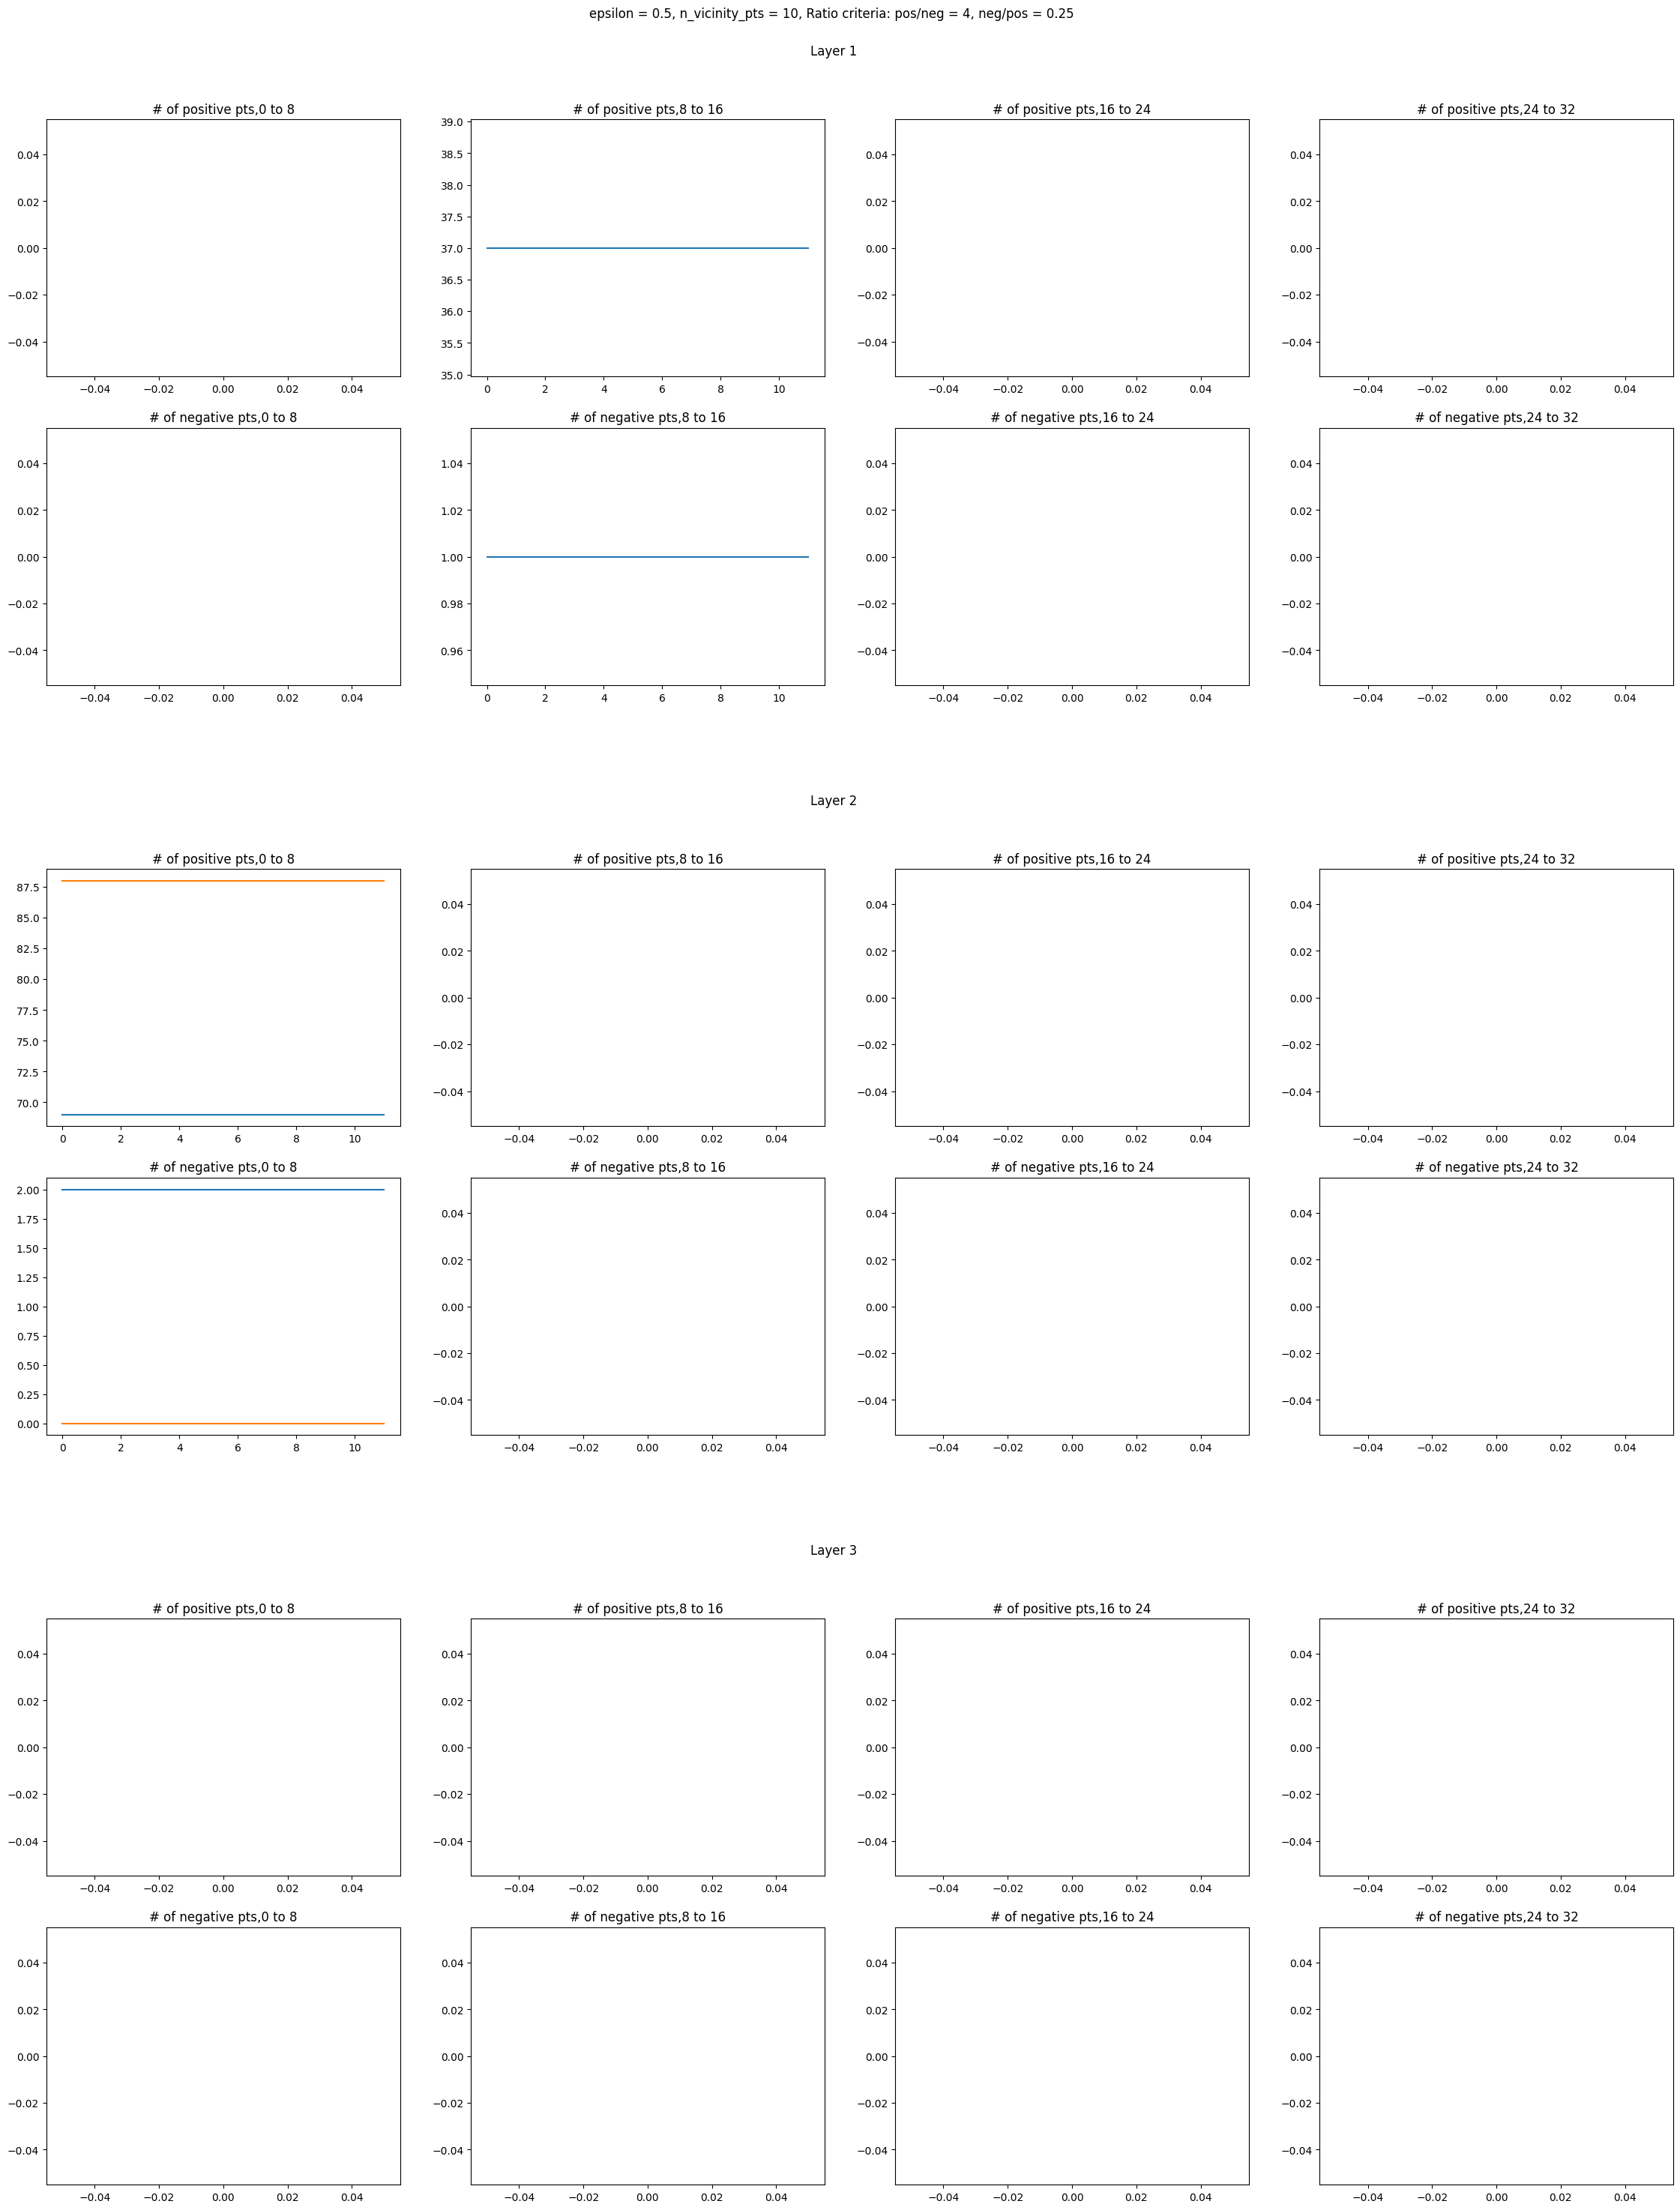 epsilon = 0.5, n_vicinity_pts = 10, Ratio criteria: pos/neg = 4, neg/pos = 0.25
Layer 1
# of positive pts,0 to 8 # of positive pts,8 to 16 # of positive pts,16 to 24 # of positive pts,24 to 32
0.04 0.02 0.00 −0.02 −0.04
39.0 38.5 38.0 37.5 37.0 36.5 36.0 35.5 35.0
0.04 0.02 0.00 −0.02 −0.04
0.04 0.02 0.00 −0.02 −0.04
−0.04 −0.02 0.00 0.02 0.04 0 2 4 6 8 10 −0.04 −0.02 0.00 0.02 0.04 −0.04 −0.02 0.00 0.02 0.04
# of negative pts,0 to 8 # of negative pts,8 to 16 # of negative pts,16 to 24 # of negative pts,24 to 32
0.04 0.02 0.00 −0.02 −0.04
1.04 1.02 1.00 0.98 0.96
0.04 0.02 0.00 −0.02 −0.04
0.04 0.02 0.00 −0.02 −0.04
−0.04 −0.02 0.00 0.02 0.04 0 2 4 6 8 10 −0.04 −0.02 0.00 0.02 0.04 −0.04 −0.02 0.00 0.02 0.04
Layer 2
# of positive pts,0 to 8 # of positive pts,8 to 16 # of positive pts,16 to 24 # of positive pts,24 to 32
87.5 85.0 82.5 80.0 77.5 75.0 72.5 70.0
0.04 0.02 0.00 −0.02 −0.04
0.04 0.02 0.00 −0.02 −0.04
0.04 0.02 0.00 −0.02 −0.04
0 2 4 6 8 10 −0.04 −0.02 0.00 0.02 0.04 −0.04 −0.02 0.00 0.02 0.04 −0.04 −0.02 0.00 0.02 0.04
# of negative pts,0 to 8 # of negative pts,8 to 16 # of negative pts,16 to 24 # of negative pts,24 to 32
2.00 1.75 1.50 1.25 1.00 0.75 0.50 0.25 0.00
0.04 0.02 0.00 −0.02 −0.04
0.04 0.02 0.00 −0.02 −0.04
0.04 0.02 0.00 −0.02 −0.04
0 2 4 6 8 10 −0.04 −0.02 0.00 0.02 0.04 −0.04 −0.02 0.00 0.02 0.04 −0.04 −0.02 0.00 0.02 0.04
Layer 3
# of positive pts,0 to 8 # of positive pts,8 to 16 # of positive pts,16 to 24 # of positive pts,24 to 32
0.04 0.02 0.00 −0.02 −0.04
0.04 0.02 0.00 −0.02 −0.04
0.04 0.02 0.00 −0.02 −0.04
0.04 0.02 0.00 −0.02 −0.04
−0.04 −0.02 0.00 0.02 0.04 −0.04 −0.02 0.00 0.02 0.04 −0.04 −0.02 0.00 0.02 0.04 −0.04 −0.02 0.00 0.02 0.04
# of negative pts,0 to 8 # of negative pts,8 to 16 # of negative pts,16 to 24 # of negative pts,24 to 32
0.04 0.02 0.00 −0.02 −0.04
0.04 0.02 0.00 −0.02 −0.04
0.04 0.02 0.00 −0.02 −0.04
0.04 0.02 0.00 −0.02 −0.04
−0.04 −0.02 0.00 0.02 0.04 −0.04 −0.02 0.00 0.02 0.04 −0.04 −0.02 0.00 0.02 0.04 −0.04 −0.02 0.00 0.02 0.04